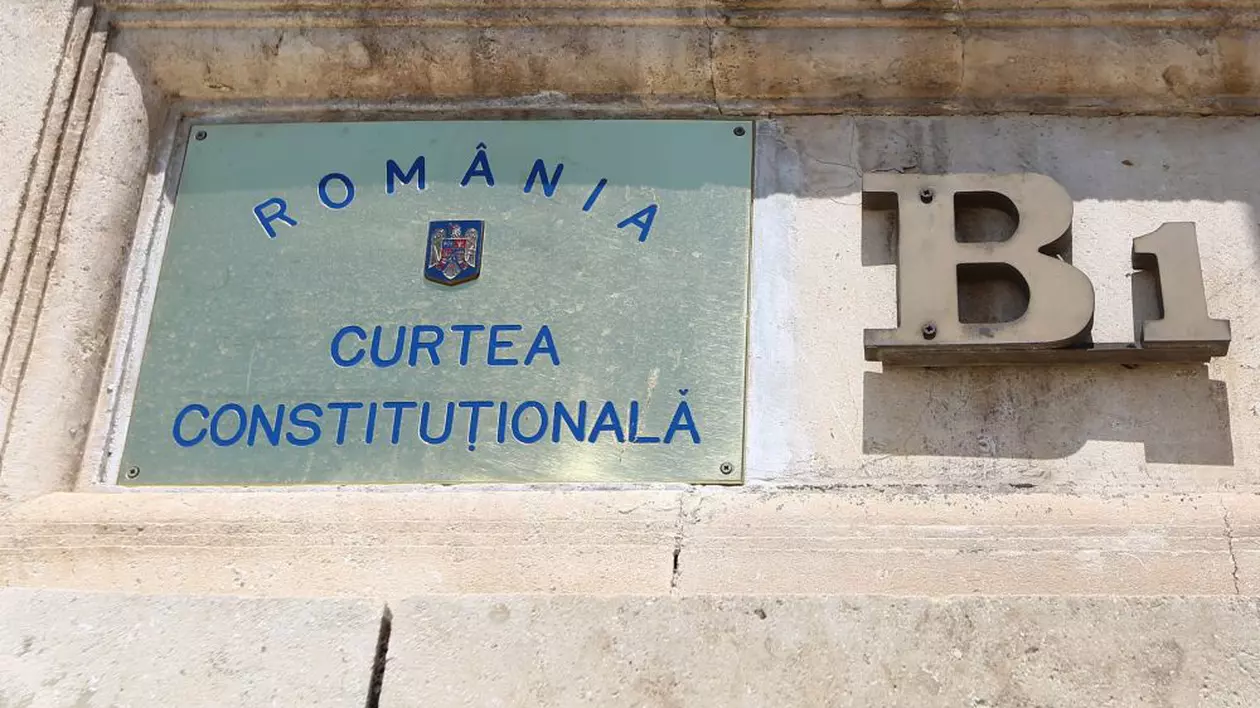 ROMÂNIA
CURTEA
CONSTITUȚIONALĂ
B1